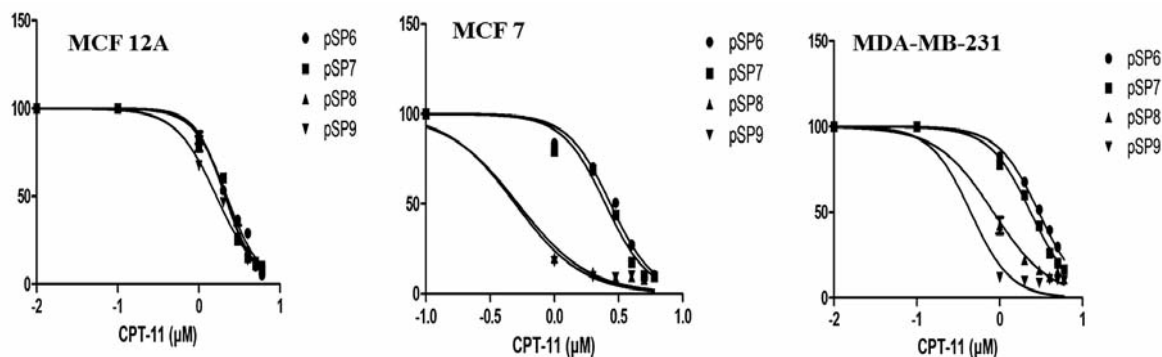 MCF 12A
150
100
50
0
-2
-1
0
1
CPT-11 (µM)
pSP6
pSP7
pSP8
pSP9
MCF 7
150
100
50
0
-1.0
-0.5
0.0
0.5
1.0
CPT-11 (µM)
pSP6
pSP7
pSP8
pSP9
MDA-MB-231
150
100
50
0
-2
-1
0
1
CPT-11 (µM)
pSP6
pSP7
pSP8
pSP9